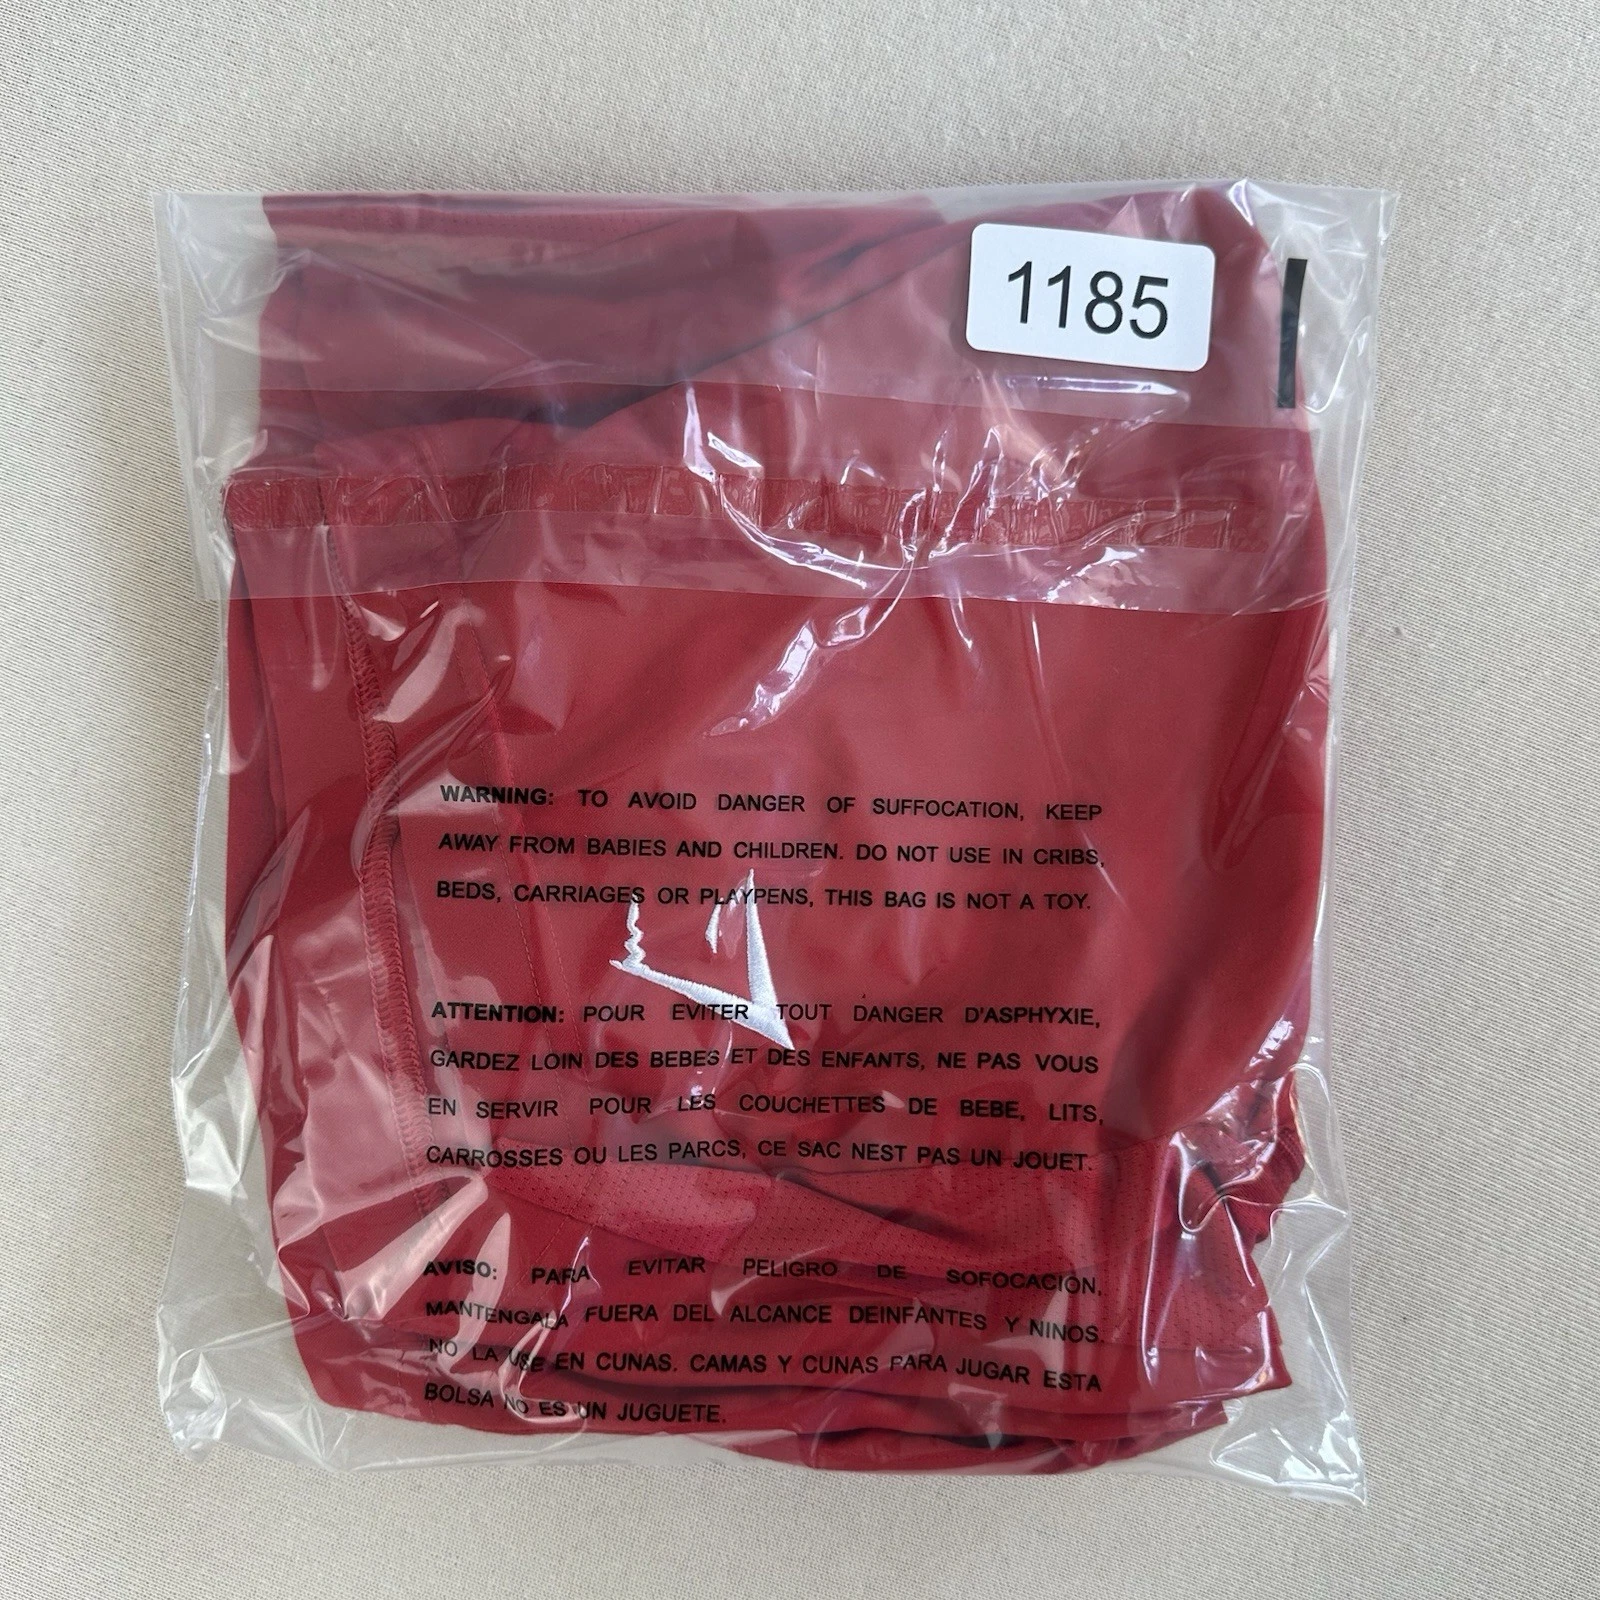 1185
WARNING: TO AVOID DANGER OF SUFFOCATION, KEEP
AWAY FROM BABIES AND CHILDREN. DO NOT USE IN CRIBS,
BEDS, CARRIAGES OR PLAYPENS, THIS BAG IS NOT A TOY.
ATTENTION: POUR EVITER TOUT DANGER D'ASPHYXIE,
GARDEZ LOIN DES BEBES ET DES ENFANTS, NE PAS VOUS
EN SERVIR POUR LES COUCHETTES DE BEBE, LITS,
CARROSSES OU LES PARCS, CE SAC NEST PAS UN JOUET.
AVISO: PARA EVITAR PELIGRO DE SOFOCACIÓN,
MANTENGALA FUERA DEL ALCANCE DEINFANTES Y NINOS.
NO LA USE EN CUNAS. CAMAS Y CUNAS PARA JUGAR ESTA
BOLSA NO ES UN JUGUETE.